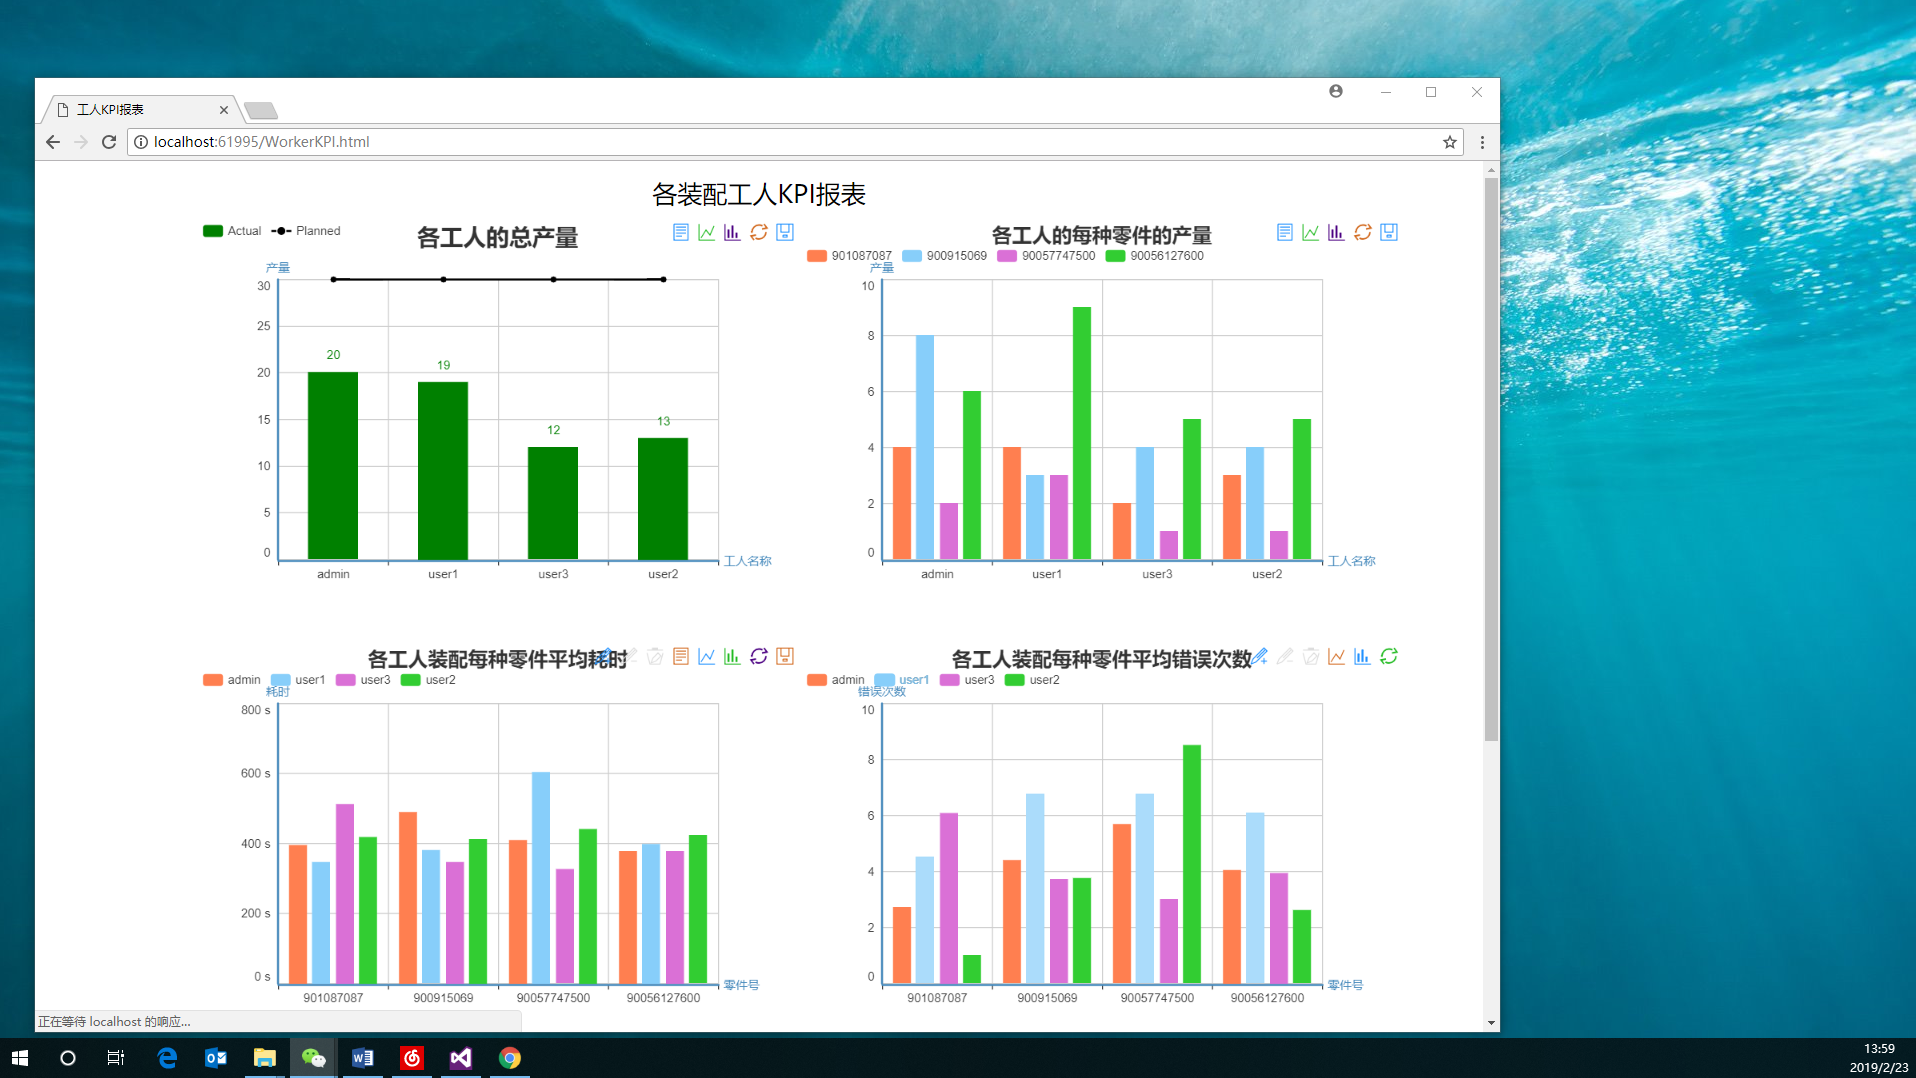 工人KPI报表
localhost:61995/WorkerKPI.html
各装配工人KPI报表
Actual Planned
各工人的总产量
产量
30
25
20
15
10
5
0
20
19
12
13
admin user1 user3 user2
工人名称
各工人的每种零件的产量
901087087 900915069 90057747500 90056127600
产量
10
8
6
4
2
0
admin user1 user3 user2
工人名称
各工人装配每种零件平均耗时
admin user1 user3 user2
耗时
800 s
600 s
400 s
200 s
0 s
901087087 900915069 90057747500 90056127600
零件号
各工人装配每种零件平均错误次数
admin user1 user3 user2
错误次数
10
8
6
4
2
0
901087087 900915069 90057747500 90056127600
零件号
正在等待 localhost 的响应...
13:59
2019/2/23